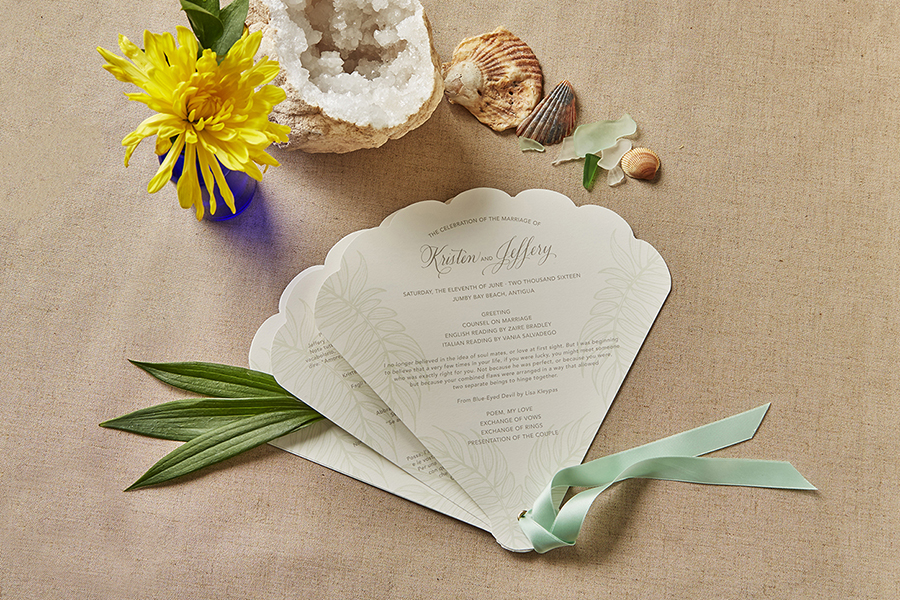 THE CELEBRATION OF THE MARRIAGE OF
Kristen AND Jeffery
SATURDAY, THE ELEVENTH OF JUNE · TWO THOUSAND SIXTEEN
JUMBY BAY BEACH, ANTIGUA
GREETING
COUNSEL ON MARRIAGE
ENGLISH READING BY ZAIRE BRADLEY
ITALIAN READING BY VANIA SALVADEGO
I no longer believed in the idea of soul mates, or love at first sight. But I was beginning
to believe that a very few times in your life, if you were lucky, you might meet someone
who was exactly right for you. Not because he was perfect, or because you were,
but because your combined flaws were arranged in a way that allowed
two separate beings to hinge together.
From Blue-Eyed Devil by Lisa Kleypas
POEM, MY LOVE
EXCHANGE OF VOWS
EXCHANGE OF RINGS
PRESENTATION OF THE COUPLE
Jeffery